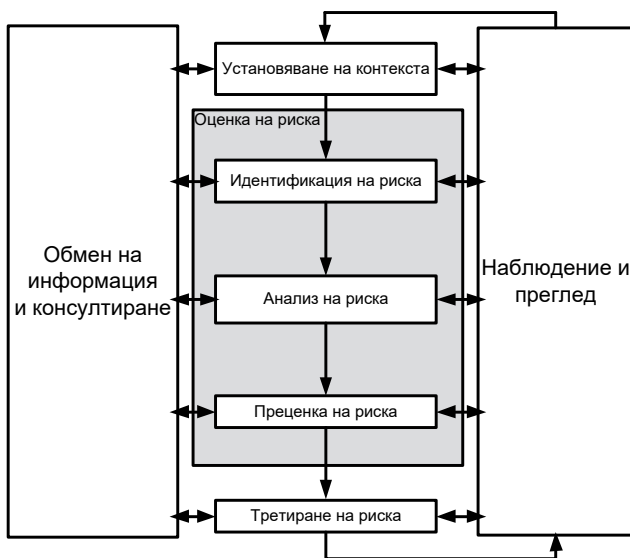 Установяване на контекста
Оценка на риска
Идентификация на риска
Обмен на
информация
и консултиране
Анализ на риска
Наблюдение и
преглед
Преценка на риска
Третиране на риска